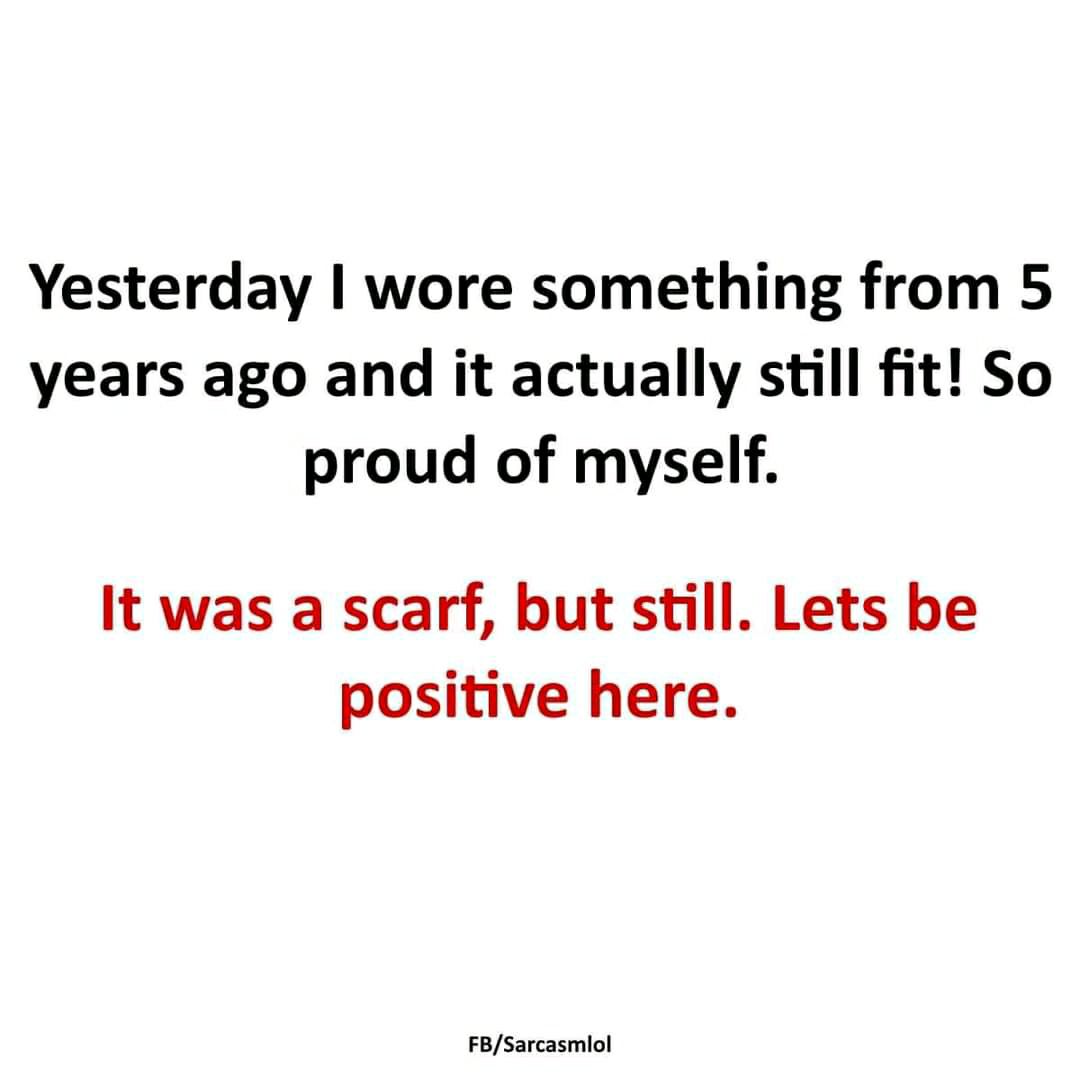 Yesterday I wore something from 5
years ago and it actually still fit! So
proud of myself.
It was a scarf, but still. Lets be
positive here.
FB/Sarcasmlol